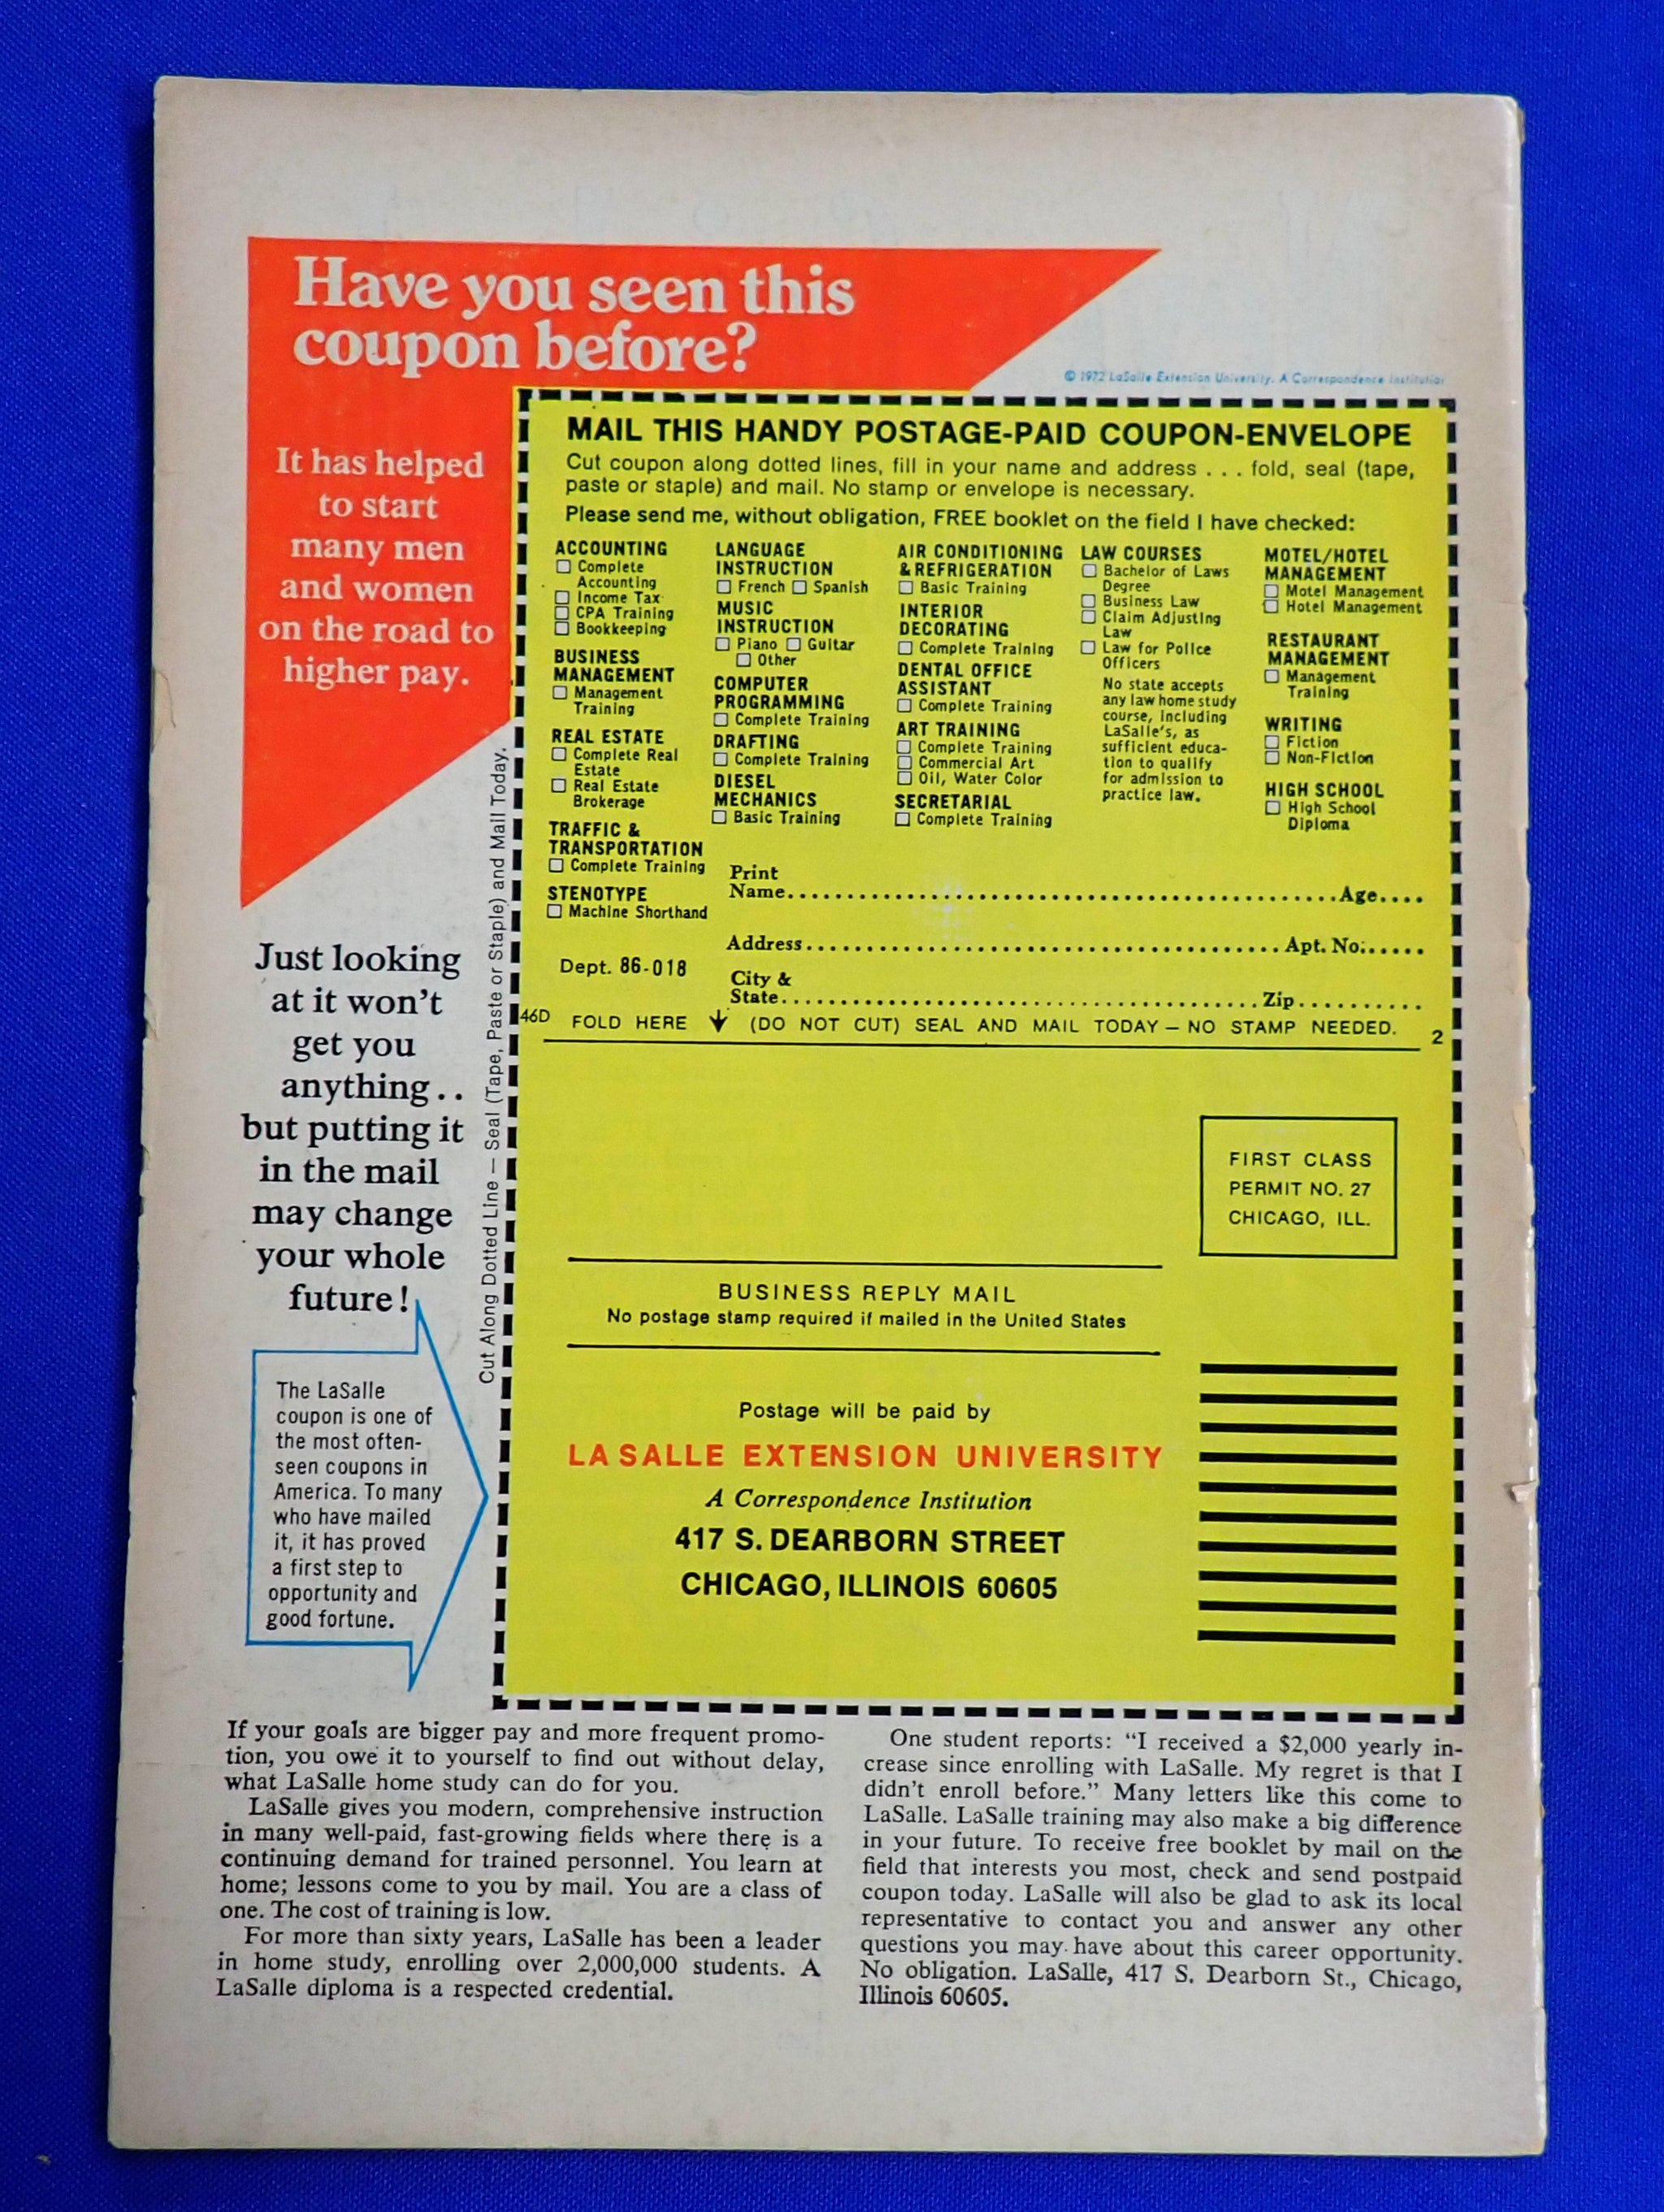 Have you seen this
coupon before?
© 1972 LaSalle Extension University. A Correspondence Institution
It has helped
to start
many men
and women
on the road to
higher pay.
Just looking
at it won't
get you
anything..
but putting it
in the mail
may change
your whole
future!
The LaSalle
coupon is one of
the most often-
seen coupons in
America. To many
who have mailed
it, it has proved
a first step to
opportunity and
good fortune.
Cut Along Dotted Line — Seal (Tape, Paste or Staple) and Mail Today.
MAIL THIS HANDY POSTAGE-PAID COUPON-ENVELOPE
Cut coupon along dotted lines, fill in your name and address . . . fold, seal (tape,
paste or staple) and mail. No stamp or envelope is necessary.
Please send me, without obligation, FREE booklet on the field I have checked:
ACCOUNTING
Complete
Accounting
Income Tax
CPA Training
Bookkeeping
BUSINESS
MANAGEMENT
Management
Training
REAL ESTATE
Complete Real
Estate
Real Estate
Brokerage
TRAFFIC &
TRANSPORTATION
Complete Training
STENOTYPE
Machine Shorthand
LANGUAGE
INSTRUCTION
French Spanish
MUSIC
INSTRUCTION
Piano Guitar
Other
COMPUTER
PROGRAMMING
Complete Training
DRAFTING
Complete Training
DIESEL
MECHANICS
Basic Training
AIR CONDITIONING
& REFRIGERATION
Basic Training
INTERIOR
DECORATING
Complete Training
DENTAL OFFICE
ASSISTANT
Complete Training
ART TRAINING
Complete Training
Commercial Art
Oil, Water Color
SECRETARIAL
Complete Training
LAW COURSES
Bachelor of Laws
Degree
Business Law
Claim Adjusting
Law
Law for Police
Officers
No state accepts
any law home study
course, including
LaSalle's, as
sufficient educa-
tion to qualify
for admission to
practice law.
MOTEL/HOTEL
MANAGEMENT
Motel Management
Hotel Management
RESTAURANT
MANAGEMENT
Management
Training
WRITING
Fiction
Non-Fiction
HIGH SCHOOL
High School
Diploma
Print
Name Age
Address Apt. No.
Dept. 86-018
City &
State Zip
46D FOLD HERE (DO NOT CUT) SEAL AND MAIL TODAY — NO STAMP NEEDED. 2
FIRST CLASS
PERMIT NO. 27
CHICAGO, ILL.
BUSINESS REPLY MAIL
No postage stamp required if mailed in the United States
Postage will be paid by
LA SALLE EXTENSION UNIVERSITY
A Correspondence Institution
417 S. DEARBORN STREET
CHICAGO, ILLINOIS 60605
If your goals are bigger pay and more frequent promo-
tion, you owe it to yourself to find out without delay,
what LaSalle home study can do for you.
LaSalle gives you modern, comprehensive instruction
in many well-paid, fast-growing fields where there is a
continuing demand for trained personnel. You learn at
home; lessons come to you by mail. You are a class of
one. The cost of training is low.
For more than sixty years, LaSalle has been a leader
in home study, enrolling over 2,000,000 students. A
LaSalle diploma is a respected credential.
One student reports: "I received a $2,000 yearly in-
crease since enrolling with LaSalle. My regret is that I
didn't enroll before." Many letters like this come to
LaSalle. LaSalle training may also make a big difference
in your future. To receive free booklet by mail on the
field that interests you most, check and send postpaid
coupon today. LaSalle will also be glad to ask its local
representative to contact you and answer any other
questions you may have about this career opportunity.
No obligation. LaSalle, 417 S. Dearborn St., Chicago,
Illinois 60605.